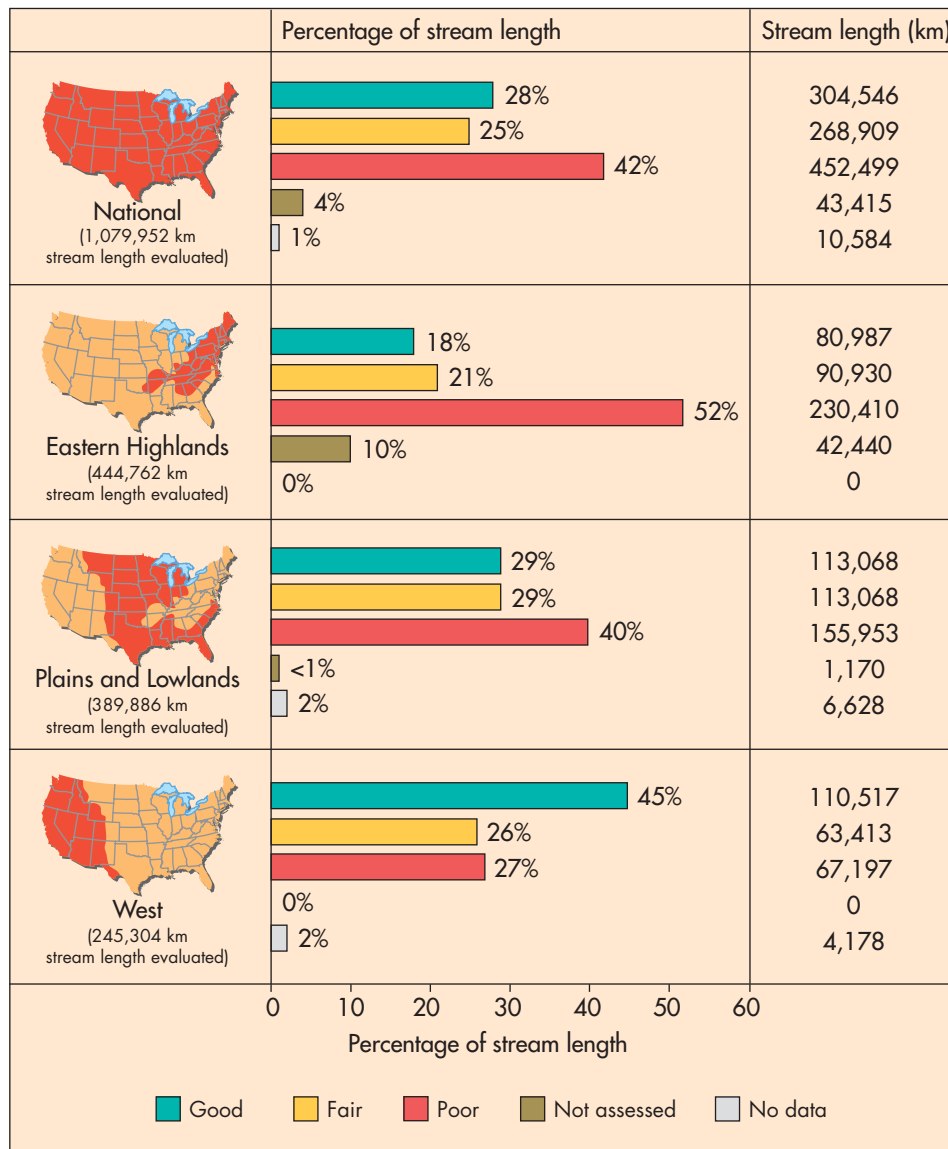 Percentage of stream length
Stream length (km)
National
(1,079,952 km
stream length evaluated)
28%
25%
42%
4%
1%
304,546
268,909
452,499
43,415
10,584
Eastern Highlands
(444,762 km
stream length evaluated)
18%
21%
52%
10%
0%
80,987
90,930
230,410
42,440
0
Plains and Lowlands
(389,886 km
stream length evaluated)
29%
29%
40%
<1%
2%
113,068
113,068
155,953
1,170
6,628
West
(245,304 km
stream length evaluated)
45%
26%
27%
0%
2%
110,517
63,413
67,197
0
4,178
0 10 20 30 40 50 60
Percentage of stream length
Good Fair Poor Not assessed No data